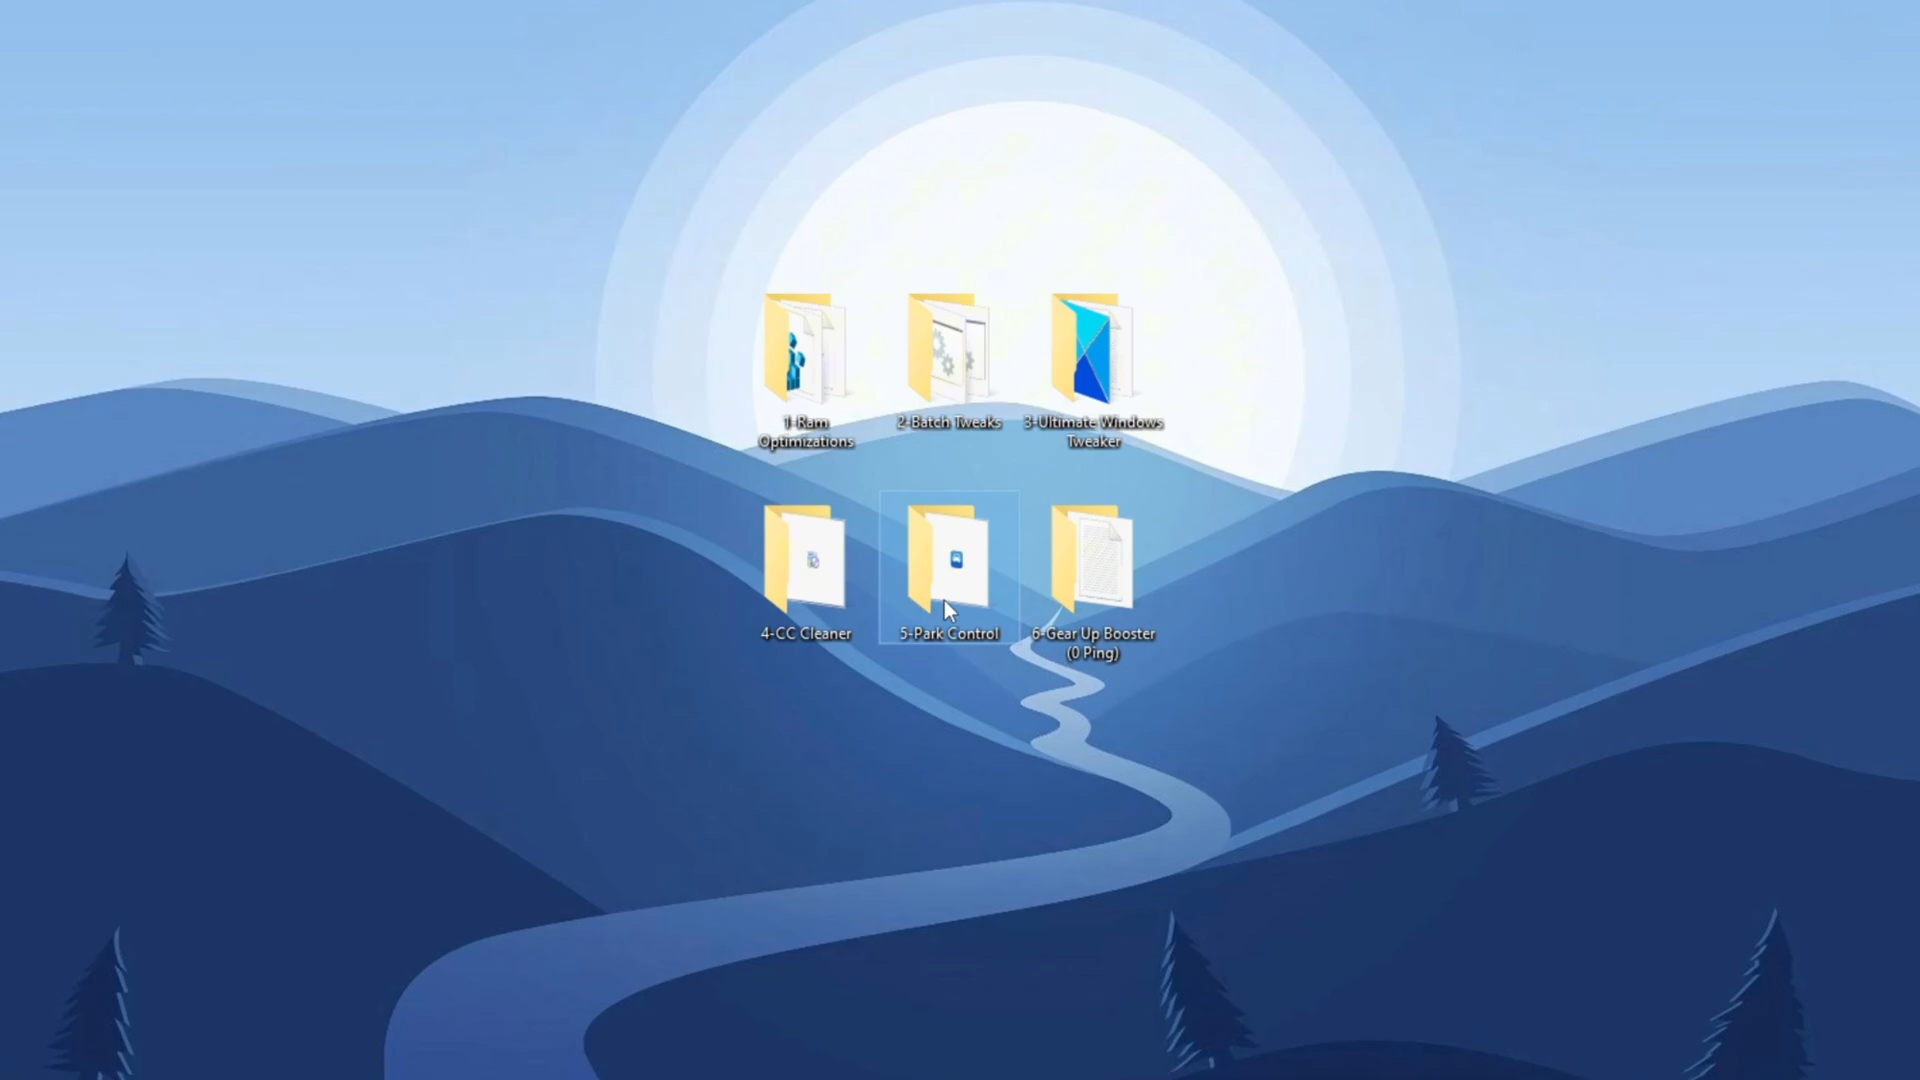 1-Ram
Optimizations
2-Batch Tweaks
3-Ultimate Windows
Tweaker
4-CC Cleaner
5-Park Control
6-Gear Up Booster
(0 Ping)